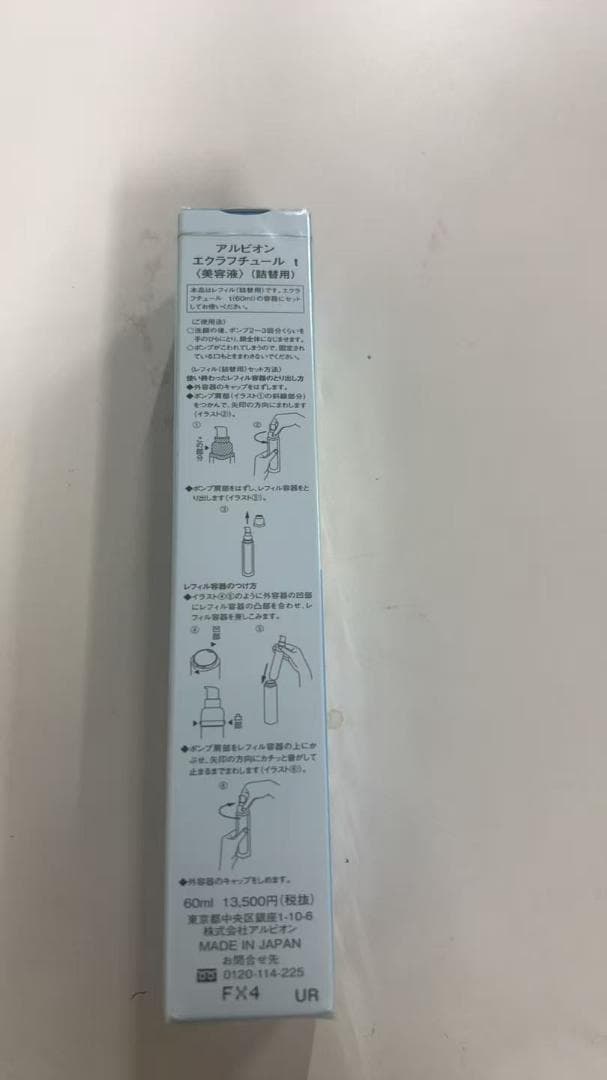 アルビオン
エクラフチュール t
〈美容液〉(詰替用)
本品はレフィル(詰替用)です。エクラ
フチュール t(60ml)の容器にセット
してお使いください。
〈ご使用法〉
○洗顔の後、ポンプ2〜3回分くらいを
手のひらにとり、顔全体になじませます。
○ポンプがこわれてしまうので、固定され
ている口もとをまわさないでください。
〈レフィル(詰替用)セット方法〉
使い終わったレフィル容器のとり出し方
◆外容器のキャップをはずします。
◆ポンプ肩部(イラスト①の斜線部分)
をつかんで、矢印の方向にまわします
(イラスト②)。
① ②
この部分
◆ポンプ肩部をはずし、レフィル容器をと
り出します(イラスト③)。
③
レフィル容器のつけ方
◆イラスト④⑤のように外容器の凹部
にレフィル容器の凸部を合わせ、レ
フィル容器を差しこみます。
④ 凹部 ⑤
凸部
◆ポンプ肩部をレフィル容器の上にか
ぶせ、矢印の方向にカチッと音がして
止まるまでまわします(イラスト⑥)。
⑥
◆外容器のキャップをしめます。
60ml 13,500円(税抜)
東京都中央区銀座1-10-6
株式会社アルビオン
MADE IN JAPAN
お問合せ先
0120-114-225
FX4 UR